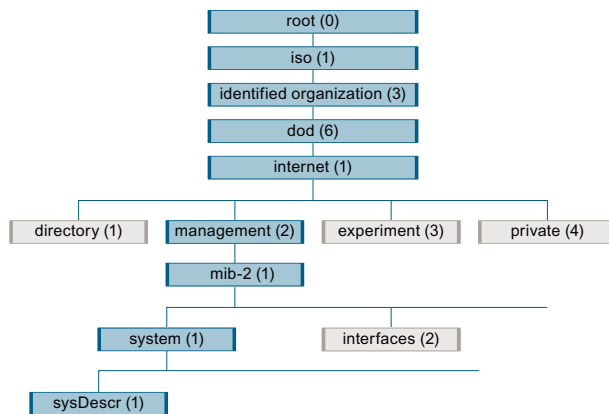 root (0)
iso (1)
identified organization (3)
dod (6)
internet (1)
directory (1) management (2) experiment (3) private (4)
mib-2 (1)
system (1) interfaces (2)
sysDescr (1)